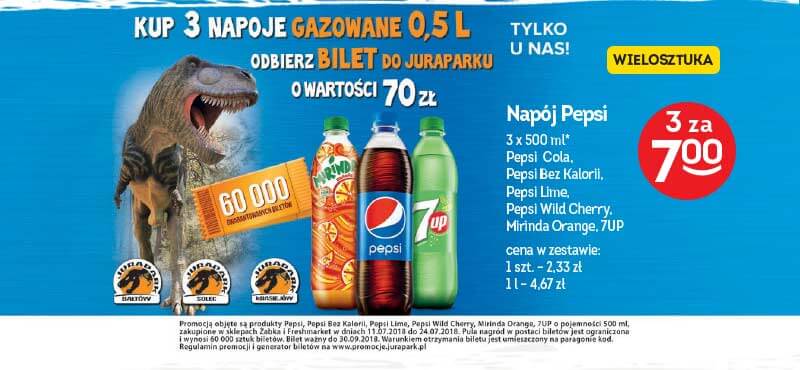 KUP 3 NAPOJE GAZOWANE 0,5 L
ODBIERZ BILET DO JURAPARKU
O WARTOŚCI 70 ZŁ
TYLKO
U NAS!
WIELOSZTUKA
Napój Pepsi
3 x 500 ml*
Pepsi Cola,
Pepsi Bez Kalorii,
Pepsi Lime,
Pepsi Wild Cherry,
Mirinda Orange, 7UP
cena w zestawie:
1 szt. – 2,33 zł
1 l – 4,67 zł
3 za
7,00
60 000
GWARANTOWANYCH BILETÓW
MIRINDA
pepsi
7up
JURAPARK
BAŁTÓW
JURAPARK
SOLEC
JURAPARK
KRASIEJÓW
Promocją objęte są produkty Pepsi, Pepsi Bez Kalorii, Pepsi Lime, Pepsi Wild Cherry, Mirinda Orange, 7UP o pojemności 500 ml,
zakupione w sklepach Żabka i Freshmarket w dniach 11.07.2018 do 24.07.2018. Pula nagród w postaci biletów jest ograniczona
i wynosi 60 000 sztuk biletów. Bilet ważny do 30.09.2018. Warunkiem otrzymania biletu jest umieszczony na paragonie kod.
Regulamin promocji i generator biletów na www.promocje.jurapark.pl